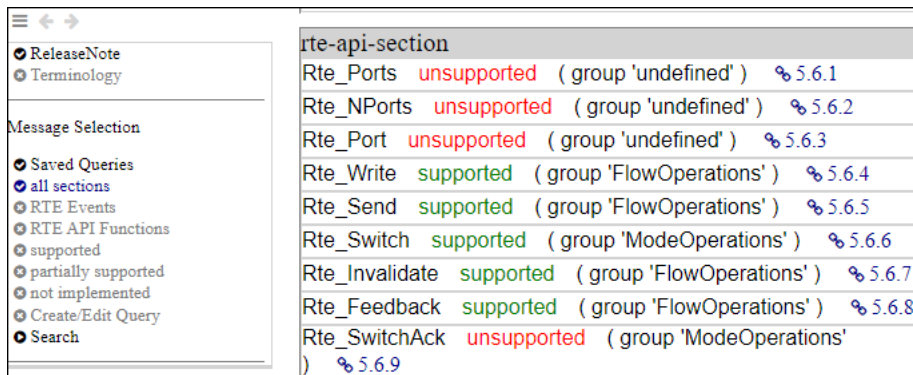 ReleaseNote
Terminology
Message Selection
Saved Queries
all sections
RTE Events
RTE API Functions
supported
partially supported
not implemented
Create/Edit Query
Search
rte-api-section
Rte_Ports unsupported ( group 'undefined' ) 5.6.1
Rte_NPorts unsupported ( group 'undefined' ) 5.6.2
Rte_Port unsupported ( group 'undefined' ) 5.6.3
Rte_Write supported ( group 'FlowOperations' ) 5.6.4
Rte_Send supported ( group 'FlowOperations' ) 5.6.5
Rte_Switch supported ( group 'ModeOperations' ) 5.6.6
Rte_Invalidate supported ( group 'FlowOperations' ) 5.6.7
Rte_Feedback supported ( group 'FlowOperations' ) 5.6.8
Rte_SwitchAck unsupported ( group 'ModeOperations'
) 5.6.9